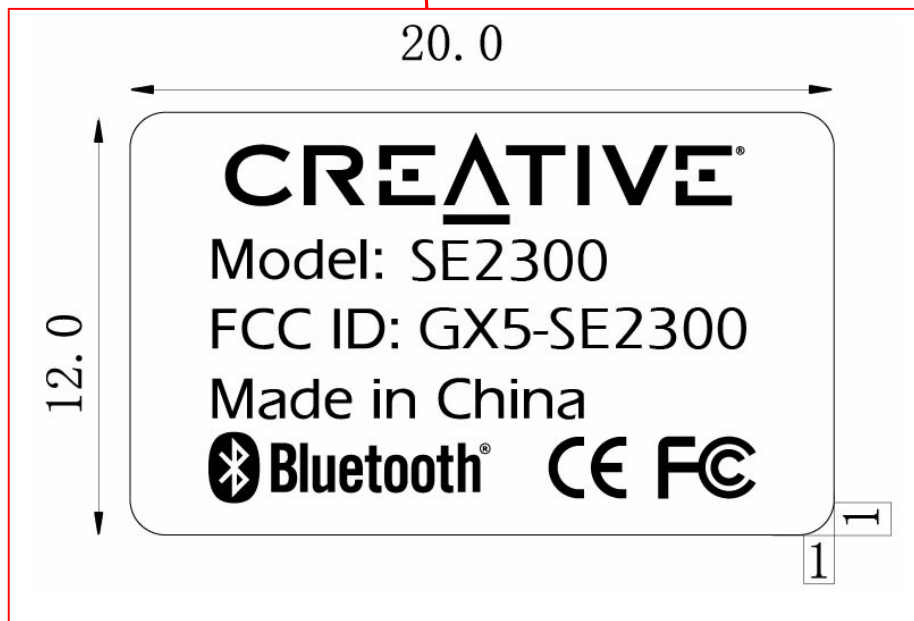 20.0
CREATIVE®
Model: SE2300
FCC ID: GX5-SE2300
12.0
Made in China
Bluetooth® CE FC
1
1